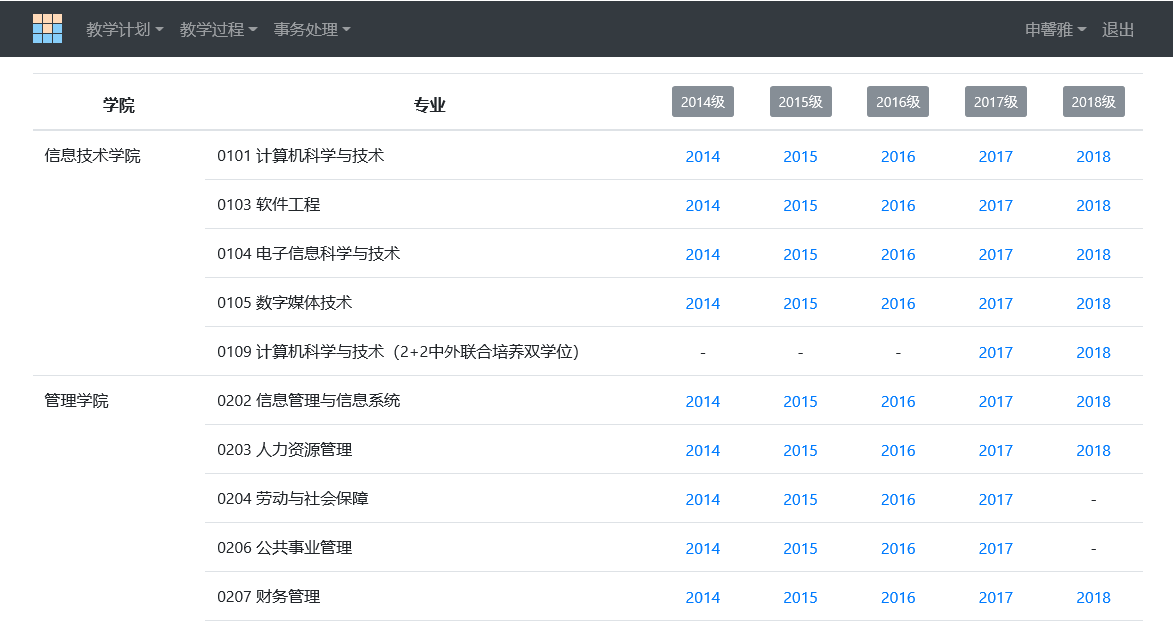 教学计划 教学过程 事务处理 申馨雅 退出
学院 专业 2014级 2015级 2016级 2017级 2018级
信息技术学院 0101 计算机科学与技术 2014 2015 2016 2017 2018
0103 软件工程 2014 2015 2016 2017 2018
0104 电子信息科学与技术 2014 2015 2016 2017 2018
0105 数字媒体技术 2014 2015 2016 2017 2018
0109 计算机科学与技术（2+2中外联合培养双学位） - - - 2017 2018
管理学院 0202 信息管理与信息系统 2014 2015 2016 2017 2018
0203 人力资源管理 2014 2015 2016 2017 2018
0204 劳动与社会保障 2014 2015 2016 2017 -
0206 公共事业管理 2014 2015 2016 2017 -
0207 财务管理 2014 2015 2016 2017 2018